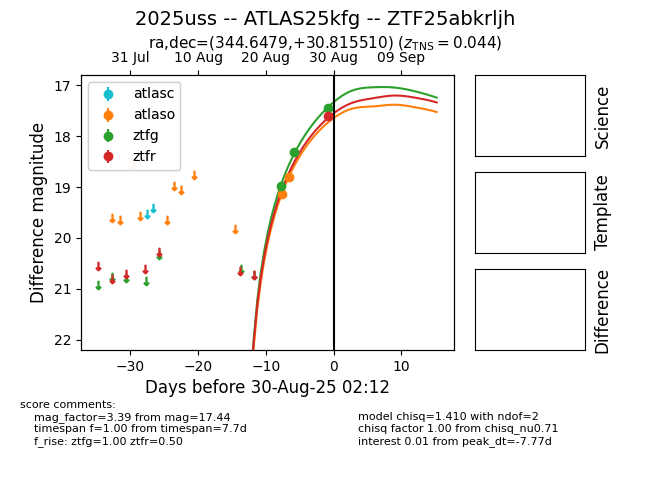 2025uss -- ATLAS25kfg -- ZTF25abkrljh
ra,dec=(344.6479,+30.815510) (zTNS = 0.044)
31 Jul 10 Aug 20 Aug 30 Aug 09 Sep
atlasc
atlaso
ztfg
ztfr
17
18
19
20
21
22
Difference magnitude
−30 −20 −10 0 10
Days before 30-Aug-25 02:12
Science
Template
Difference
score comments:
mag_factor=3.39 from mag=17.44
timespan f=1.00 from timespan=7.7d
f_rise: ztfg=1.00 ztfr=0.50
model chisq=1.410 with ndof=2
chisq factor 1.00 from chisq_nu0.71
interest 0.01 from peak_dt=-7.77d